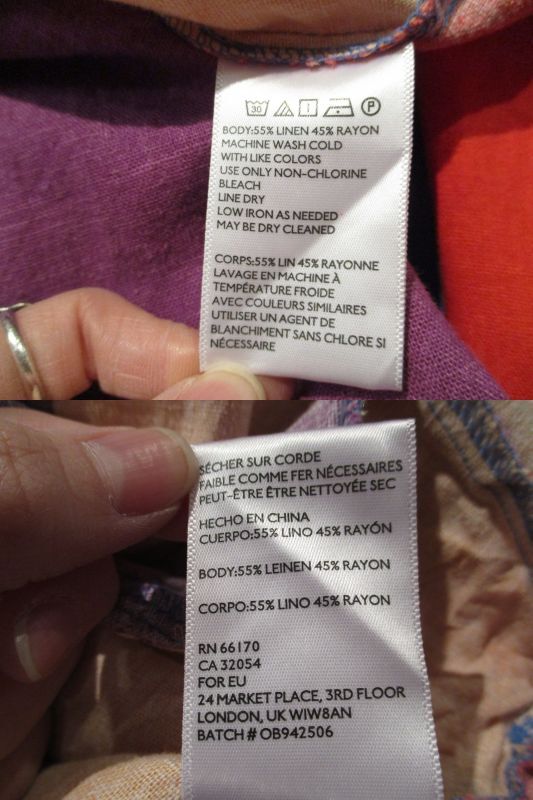 30 P
BODY:55% LINEN 45% RAYON
MACHINE WASH COLD
WITH LIKE COLORS
USE ONLY NON-CHLORINE
BLEACH
LINE DRY
LOW IRON AS NEEDED
MAY BE DRY CLEANED
CORPS:55% LIN 45% RAYONNE
LAVAGE EN MACHINE À
TEMPÉRATURE FROIDE
AVEC COULEURS SIMILAIRES
UTILISER UN AGENT DE
BLANCHIMENT SANS CHLORE SI
NÉCESSAIRE
SÉCHER SUR CORDE
FAIBLE COMME FER NÉCESSAIRES
PEUT-ÊTRE ÊTRE NETTOYÉE SEC
HECHO EN CHINA
CUERPO:55% LINO 45% RAYÓN
BODY:55% LEINEN 45% RAYON
CORPO:55% LINO 45% RAYON
RN 66170
CA 32054
FOR EU
24 MARKET PLACE, 3RD FLOOR
LONDON, UK WIW8AN
BATCH # OB942506